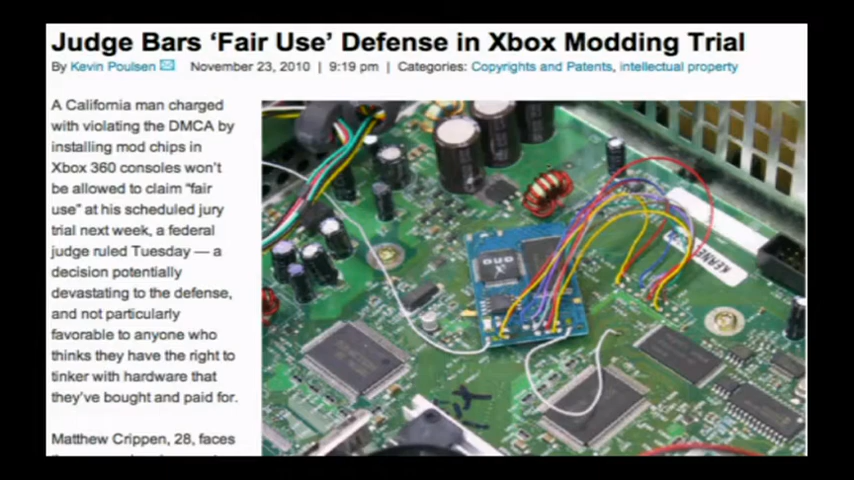 Judge Bars ‘Fair Use’ Defense in Xbox Modding Trial
By Kevin Poulsen November 23, 2010 | 9:19 pm | Categories: Copyrights and Patents, intellectual property
A California man charged
with violating the DMCA by
installing mod chips in
Xbox 360 consoles won’t
be allowed to claim “fair
use” at his scheduled jury
trial next week, a federal
judge ruled Tuesday — a
decision potentially
devastating to the defense,
and not particularly
favorable to anyone who
thinks they have the right to
tinker with hardware that
they’ve bought and paid for.
Matthew Crippen, 28, faces